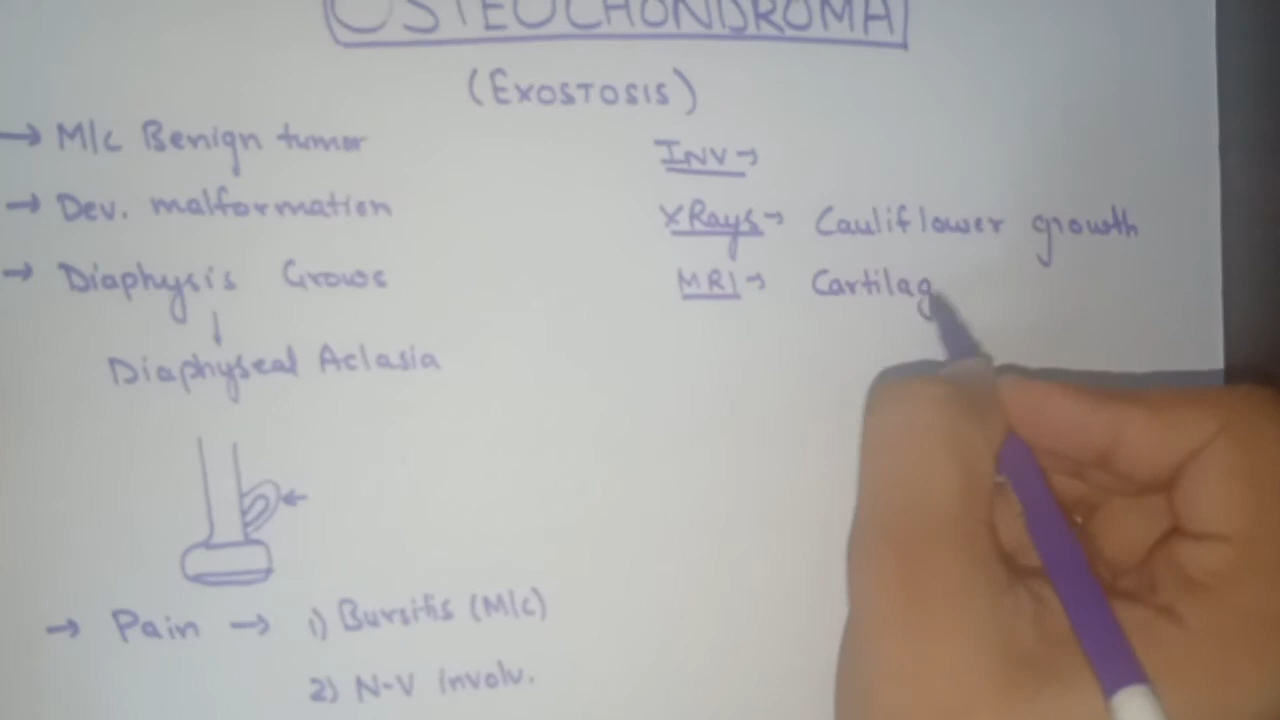 OSTEOCHONDROMA
(EXOSTOSIS)
→ M/c Benign tumor
→ Dev. malformation
→ Diaphysis Grows
↓
Diaphyseal Aclasia
→ Pain → 1) Bursitis (M/c)
2) N-V involv.
INV →
XRays → Cauliflower growth
MRI → Cartilag